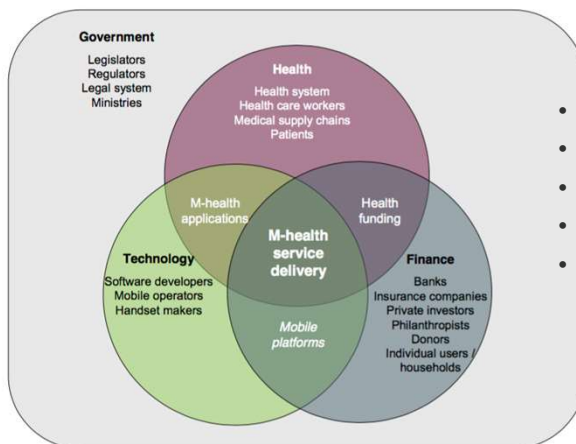 Government
Legislators
Regulators
Legal system
Ministries
Health
Health system
Health care workers
Medical supply chains
Patients
M-health
applications
Health
funding
M-health
service
delivery
Technology
Software developers
Mobile operators
Handset makers
Finance
Banks
Insurance companies
Private investors
Philanthropists
Donors
Individual users /
households
Mobile
platforms